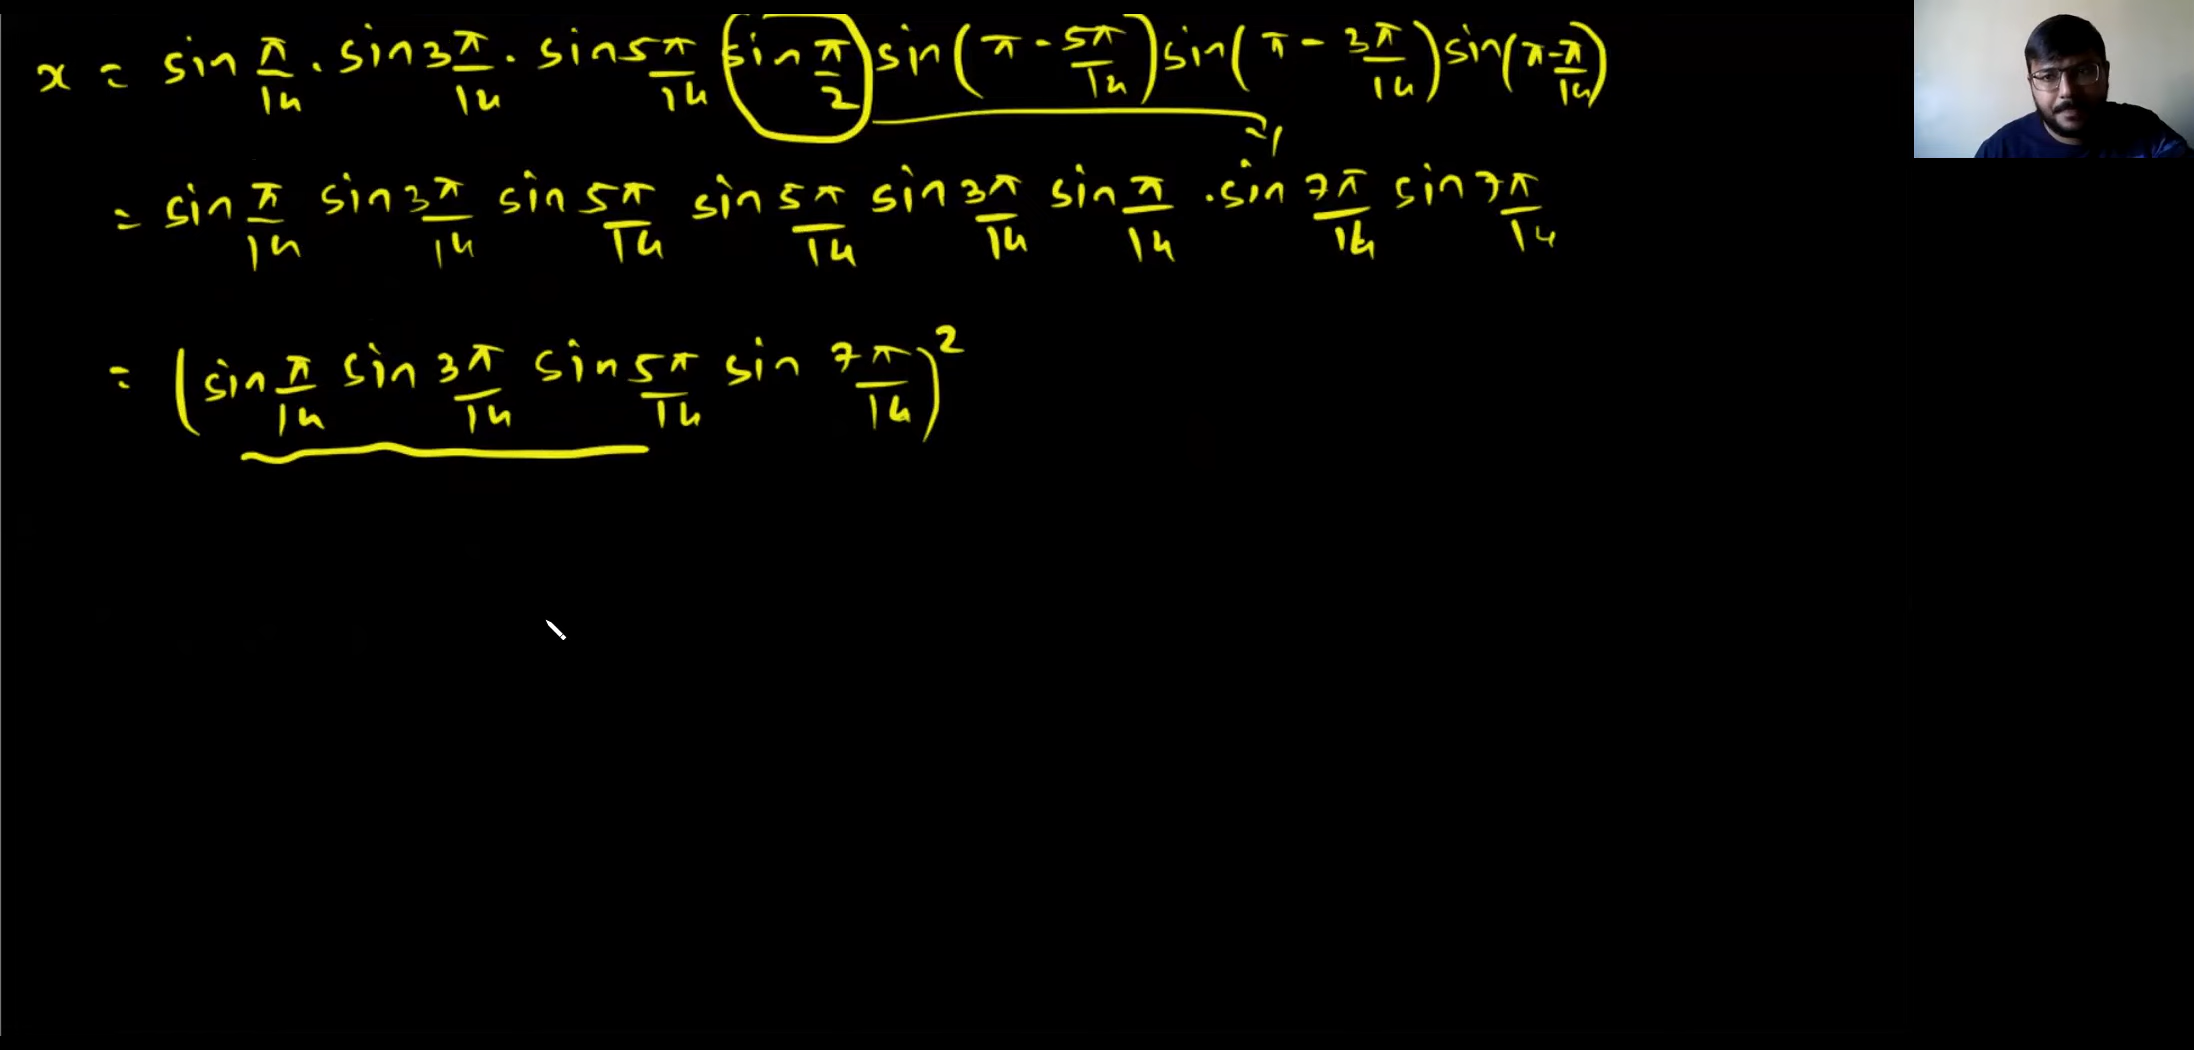 x = sin π/14 · sin 3π/14 · sin 5π/14 sin π/2 sin(π - 5π/14) sin(π - 3π/14) sin(π - π/14)
= sin π/14 sin 3π/14 sin 5π/14 sin 5π/14 sin 3π/14 sin π/14 · sin 7π/14 sin 7π/14
= (sin π/14 sin 3π/14 sin 5π/14 sin 7π/14)²